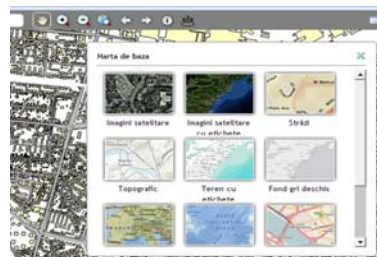 Harta de baza
Imagini satelitare
Imagini satelitare
cu etichete
Străzi
Topografic
Teren cu
etichete
Fond gri deschis